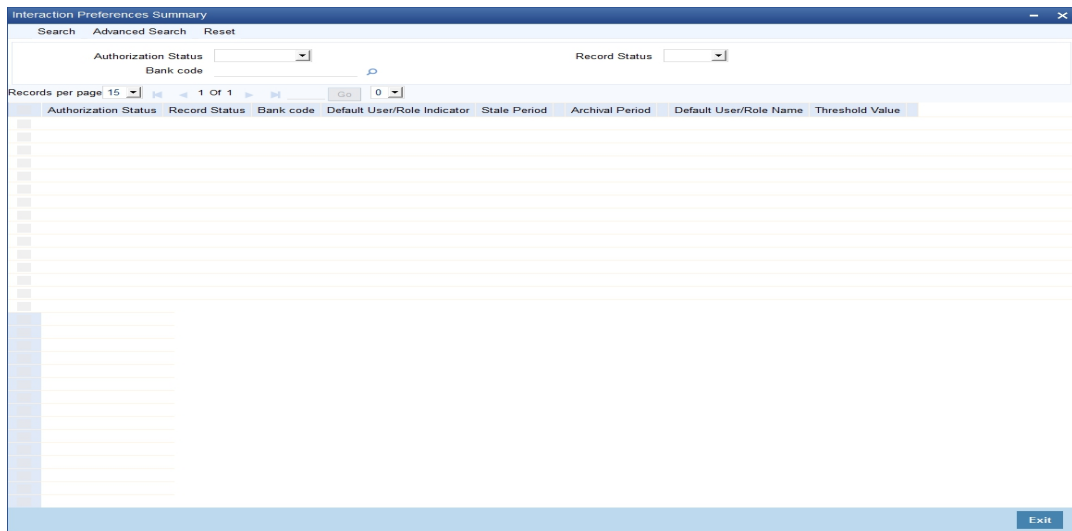 Interaction Preferences Summary
Search Advanced Search Reset
Authorization Status Record Status
Bank code
Records per page 15 1 Of 1 Go 0
Authorization Status Record Status Bank code Default User/Role Indicator Stale Period Archival Period Default User/Role Name Threshold Value
Exit